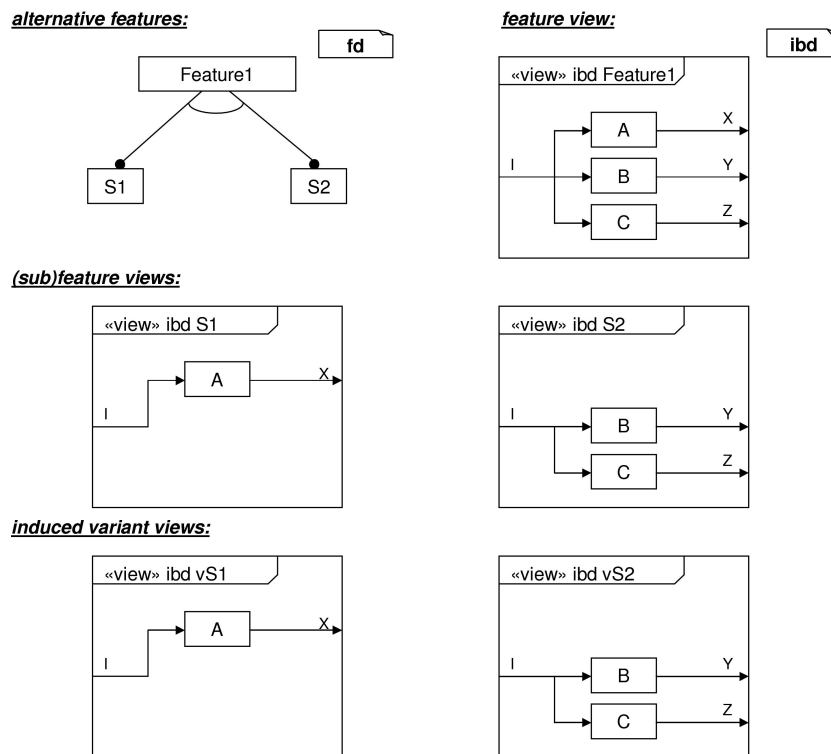 alternative features:
fd
Feature1
S1
S2
feature view:
ibd
«view» ibd Feature1
A
X
I
B
Y
C
Z
(sub)feature views:
«view» ibd S1
A
X
I
«view» ibd S2
I
B
Y
C
Z
induced variant views:
«view» ibd vS1
A
X
I
«view» ibd vS2
I
B
Y
C
Z